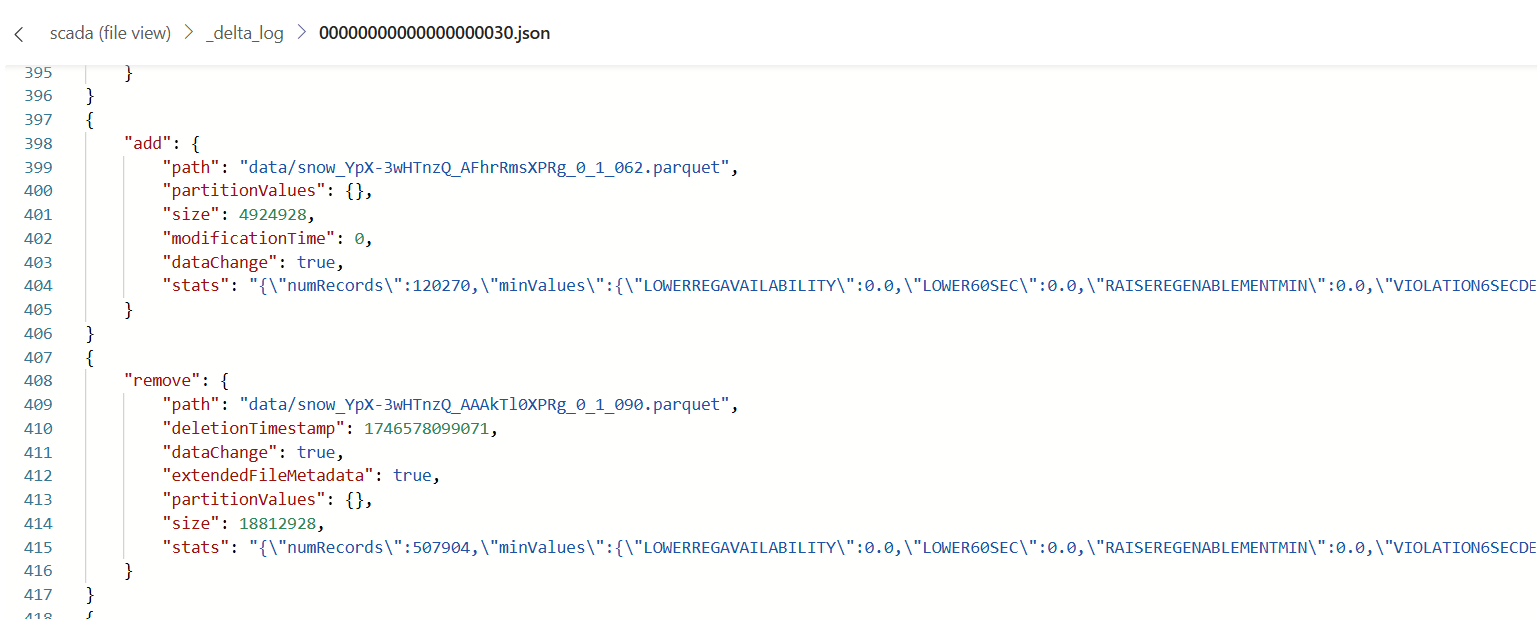 scada (file view) > _delta_log > 00000000000000000030.json
395 }
396 }
397 {
398 "add": {
399 "path": "data/snow_YpX-3wHTnzQ_AFhrRmsXPRg_0_1_062.parquet",
400 "partitionValues": {},
401 "size": 4924928,
402 "modificationTime": 0,
403 "dataChange": true,
404 "stats": "{\"numRecords\":120270,\"minValues\":{\"LOWERREGAVAILABILITY\":0.0,\"LOWER60SEC\":0.0,\"RAISEREGENABLEMENTMIN\":0.0,\"VIOLATION6SECDE
405 }
406 }
407 {
408 "remove": {
409 "path": "data/snow_YpX-3wHTnzQ_AAAkTl0XPRg_0_1_090.parquet",
410 "deletionTimestamp": 1746578099071,
411 "dataChange": true,
412 "extendedFileMetadata": true,
413 "partitionValues": {},
414 "size": 18812928,
415 "stats": "{\"numRecords\":507904,\"minValues\":{\"LOWERREGAVAILABILITY\":0.0,\"LOWER60SEC\":0.0,\"RAISEREGENABLEMENTMIN\":0.0,\"VIOLATION6SECDE
416 }
417 }
418 {